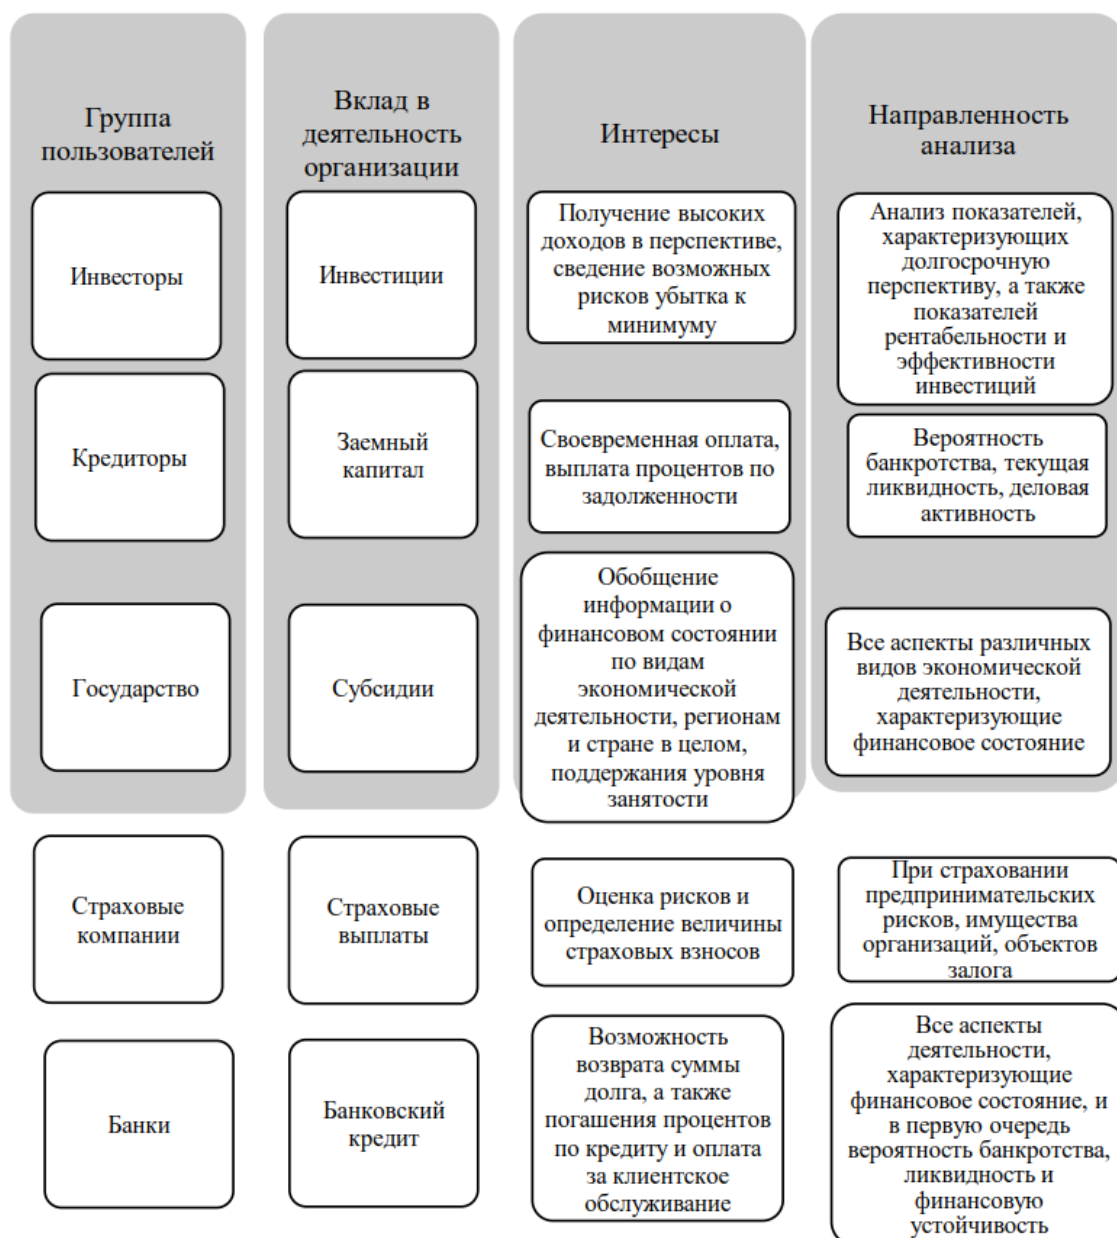 Группа
пользователей
Вклад в
деятельность
организации
Интересы
Направленность
анализа
Инвесторы
Инвестиции
Получение высоких
доходов в перспективе,
сведение возможных
рисков убытка к
минимуму
Анализ показателей,
характеризующих
долгосрочную
перспективу, а также
показателей
рентабельности и
эффективности
инвестиций
Кредиторы
Заемный
капитал
Своевременная оплата,
выплата процентов по
задолженности
Вероятность
банкротства, текущая
ликвидность, деловая
активность
Государство
Субсидии
Обобщение
информации о
финансовом состоянии
по видам
экономической
деятельности, регионам
и стране в целом,
поддержания уровня
занятости
Все аспекты различных
видов экономической
деятельности,
характеризующие
финансовое состояние
Страховые
компании
Страховые
выплаты
Оценка рисков и
определение величины
страховых взносов
При страховании
предпринимательских
рисков, имущества
организаций, объектов
залога
Банки
Банковский
кредит
Возможность
возврата суммы
долга, а также
погашения процентов
по кредиту и оплата
за клиентское
обслуживание
Все аспекты
деятельности,
характеризующие
финансовое состояние, и
в первую очередь
вероятность банкротства,
ликвидность и
финансовую
устойчивость